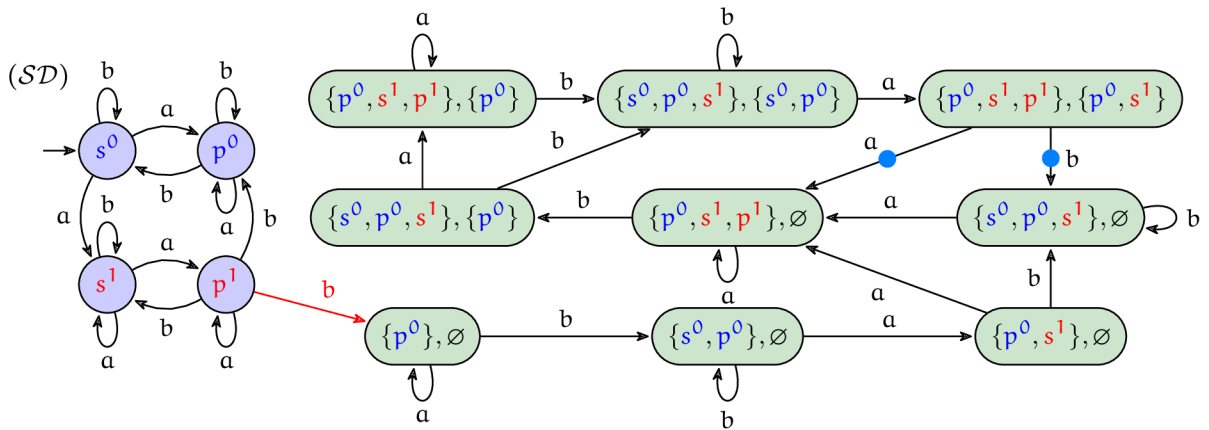 a b
(𝒮𝒟) b b
{p⁰, s¹, p¹}, {p⁰} b {s⁰, p⁰, s¹}, {s⁰, p⁰} a {p⁰, s¹, p¹}, {p⁰, s¹}
s⁰ a p⁰
b a b a b
a b b a b
{s⁰, p⁰, s¹}, {p⁰} b {p⁰, s¹, p¹}, ∅ a {s⁰, p⁰, s¹}, ∅ b
s¹ a p¹
b b a a b
{p⁰}, ∅ b {s⁰, p⁰}, ∅ a {p⁰, s¹}, ∅
a a
a b